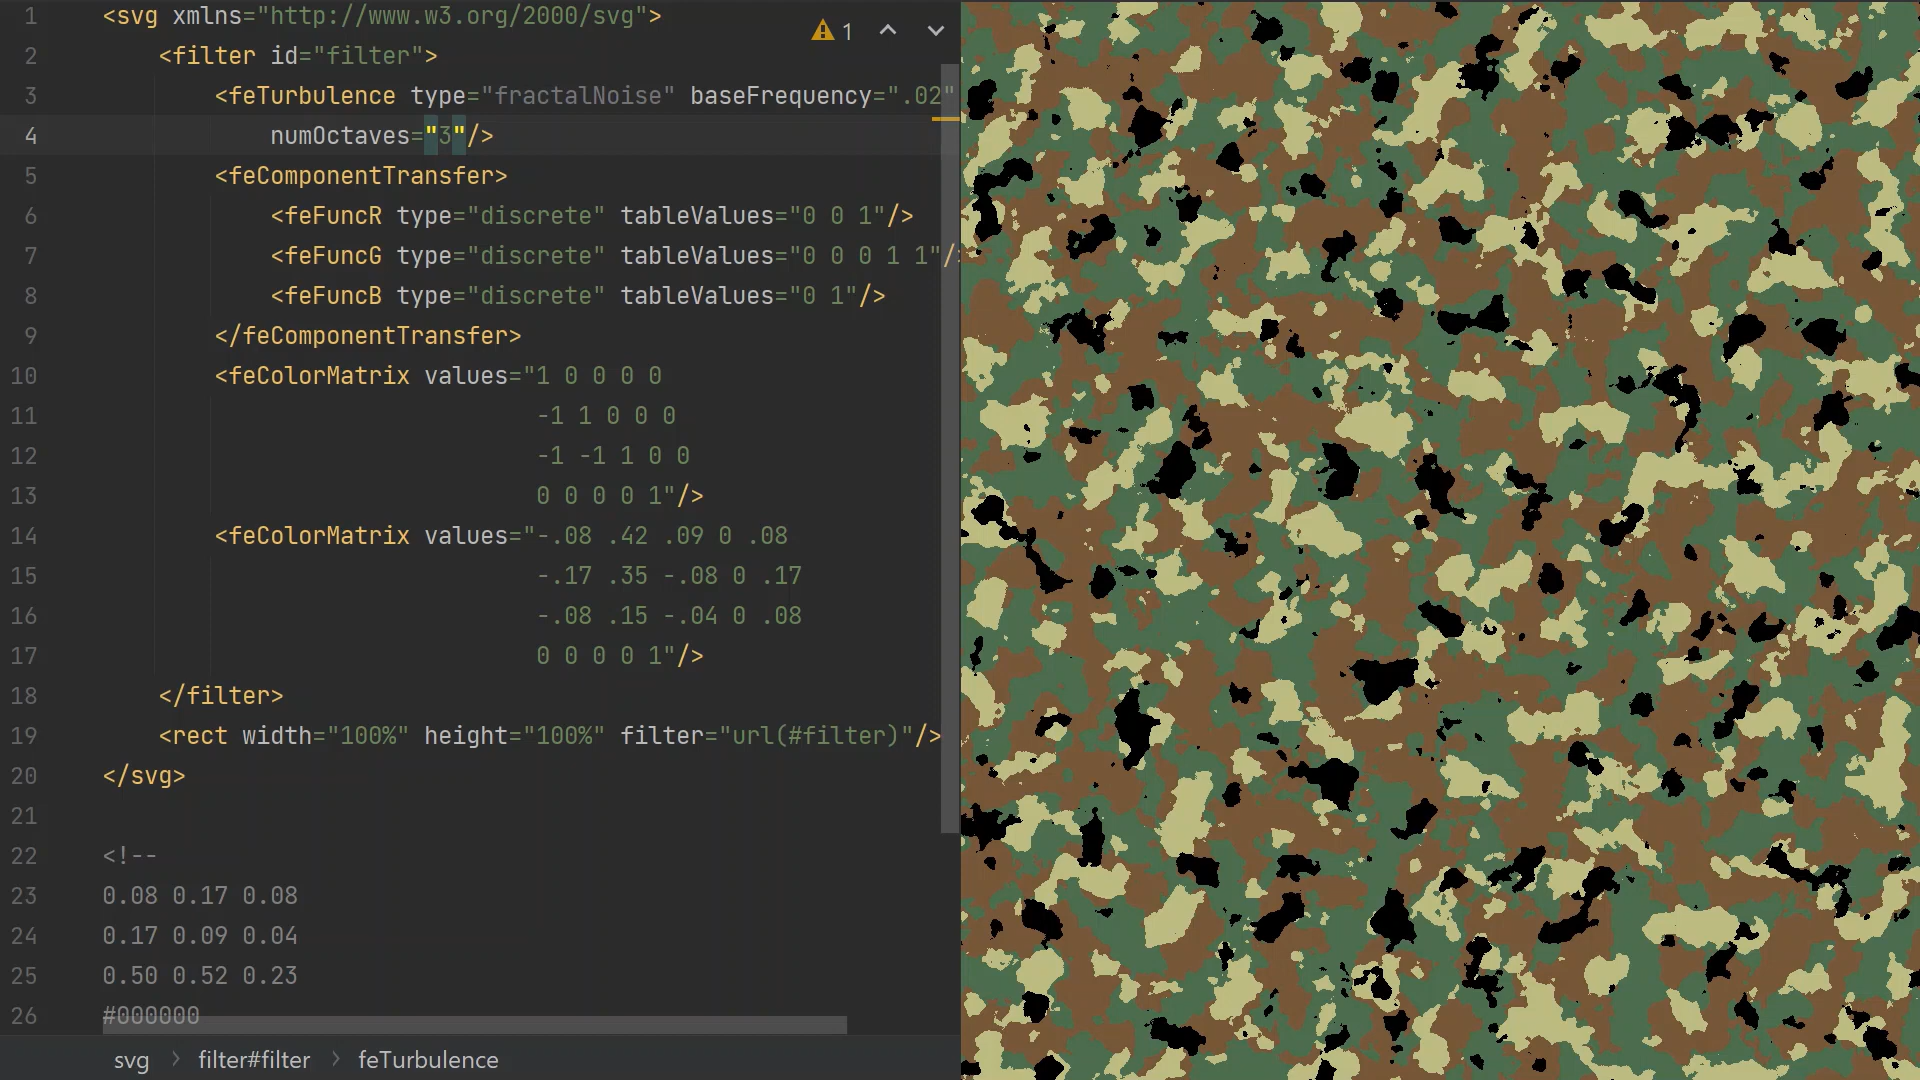 1 <svg xmlns="http://www.w3.org/2000/svg">
1
2 <filter id="filter">
3 <feTurbulence type="fractalNoise" baseFrequency=".02"
4 numOctaves="3"/>
5 <feComponentTransfer>
6 <feFuncR type="discrete" tableValues="0 0 1"/>
7 <feFuncG type="discrete" tableValues="0 0 0 1 1"/
8 <feFuncB type="discrete" tableValues="0 1"/>
9 </feComponentTransfer>
10 <feColorMatrix values="1 0 0 0 0
11 -1 1 0 0 0
12 -1 -1 1 0 0
13 0 0 0 0 1"/>
14 <feColorMatrix values="-.08 .42 .09 0 .08
15 -.17 .35 -.08 0 .17
16 -.08 .15 -.04 0 .08
17 0 0 0 0 1"/>
18 </filter>
19 <rect width="100%" height="100%" filter="url(#filter)"/>
20 </svg>
21
22 <!--
23 0.08 0.17 0.08
24 0.17 0.09 0.04
25 0.50 0.52 0.23
26 #000000
svg > filter#filter > feTurbulence